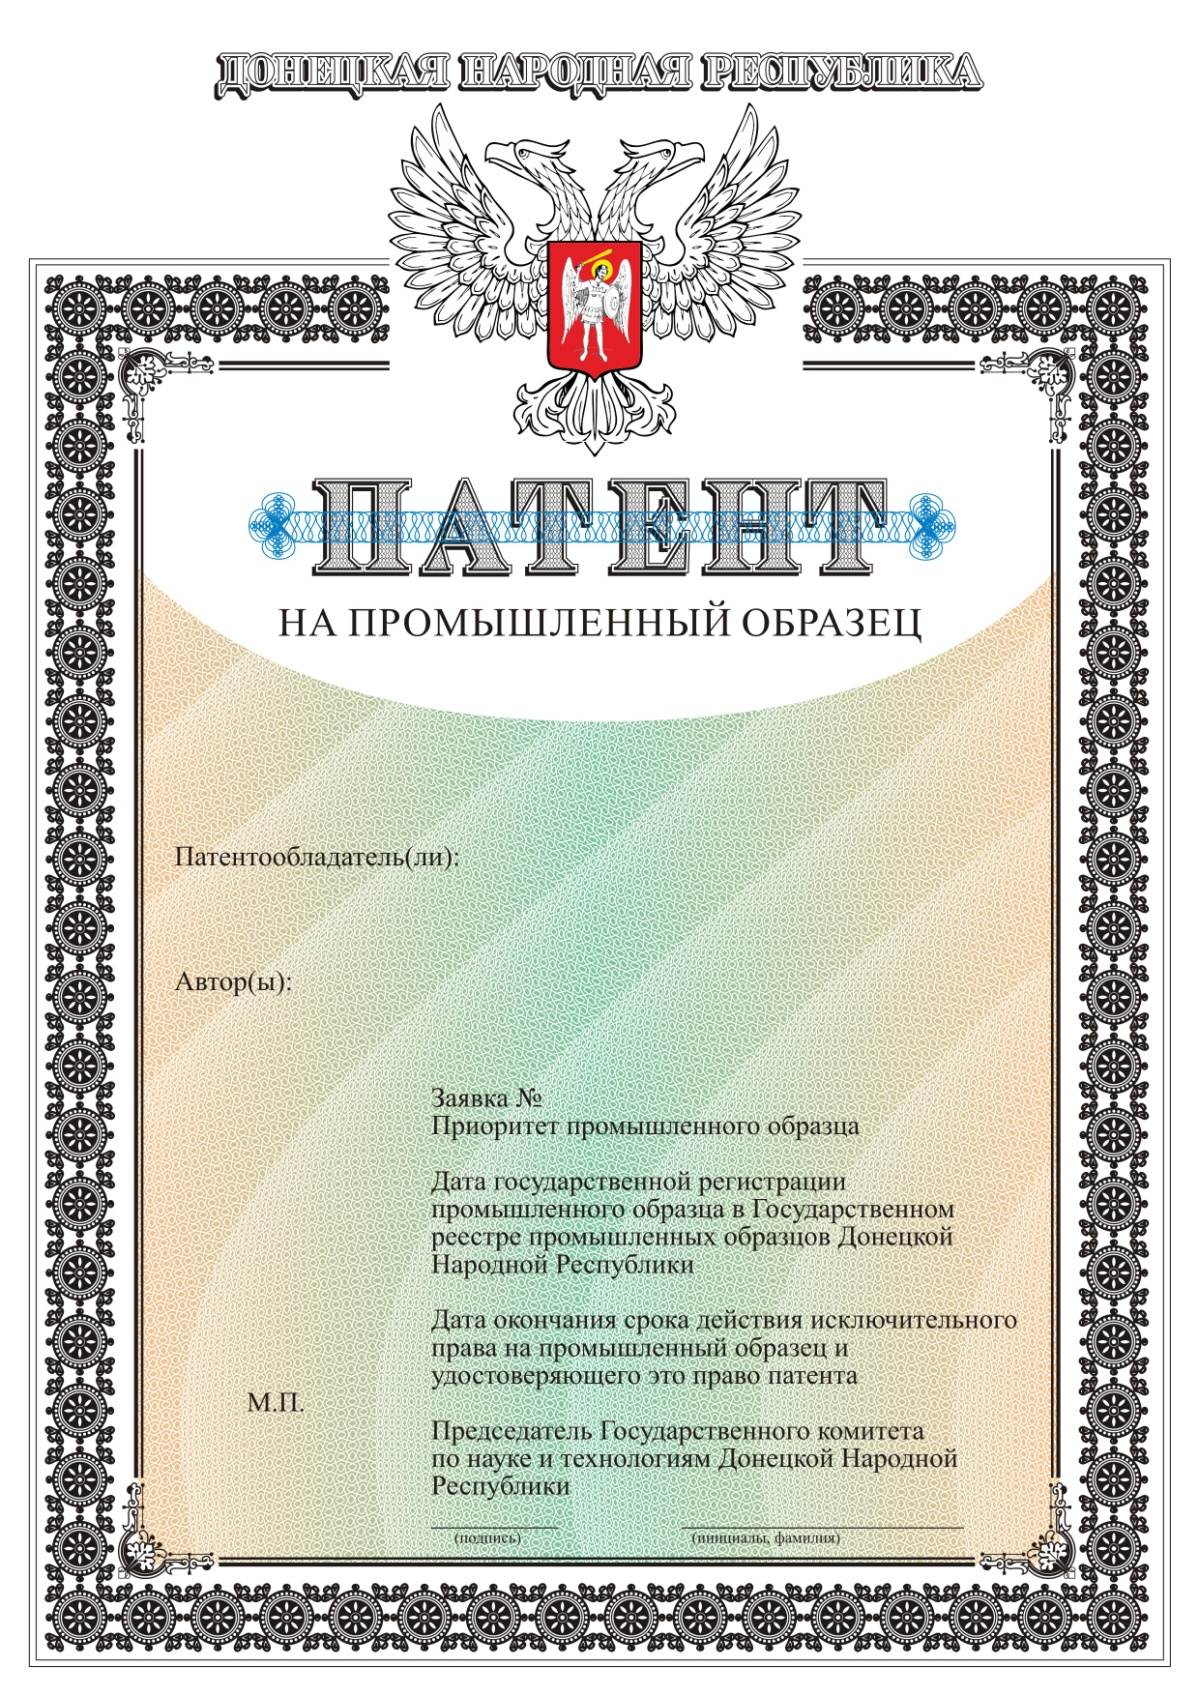 ДОНЕЦКАЯ НАРОДНАЯ РЕСПУБЛИКА
ПАТЕНТ
НА ПРОМЫШЛЕННЫЙ ОБРАЗЕЦ
Патентообладатель(ли):
Автор(ы):
Заявка №
Приоритет промышленного образца
Дата государственной регистрации
промышленного образца в Государственном
реестре промышленных образцов Донецкой
Народной Республики
Дата окончания срока действия исключительного
права на промышленный образец и
удостоверяющего это право патента
М.П.
Председатель Государственного комитета
по науке и технологиям Донецкой Народной
Республики
(подпись) (инициалы, фамилия)